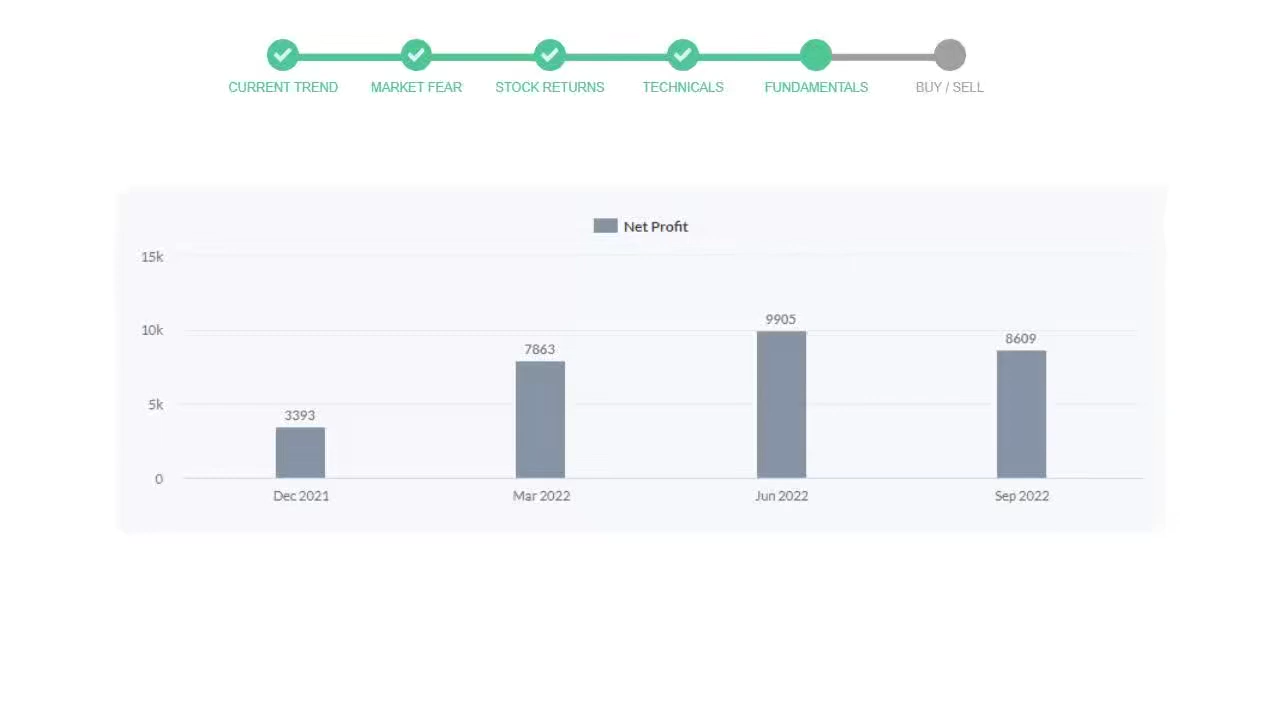 CURRENT TREND MARKET FEAR STOCK RETURNS TECHNICALS FUNDAMENTALS BUY / SELL
Net Profit
15k
10k
5k
0
3393
7863
9905
8609
Dec 2021 Mar 2022 Jun 2022 Sep 2022